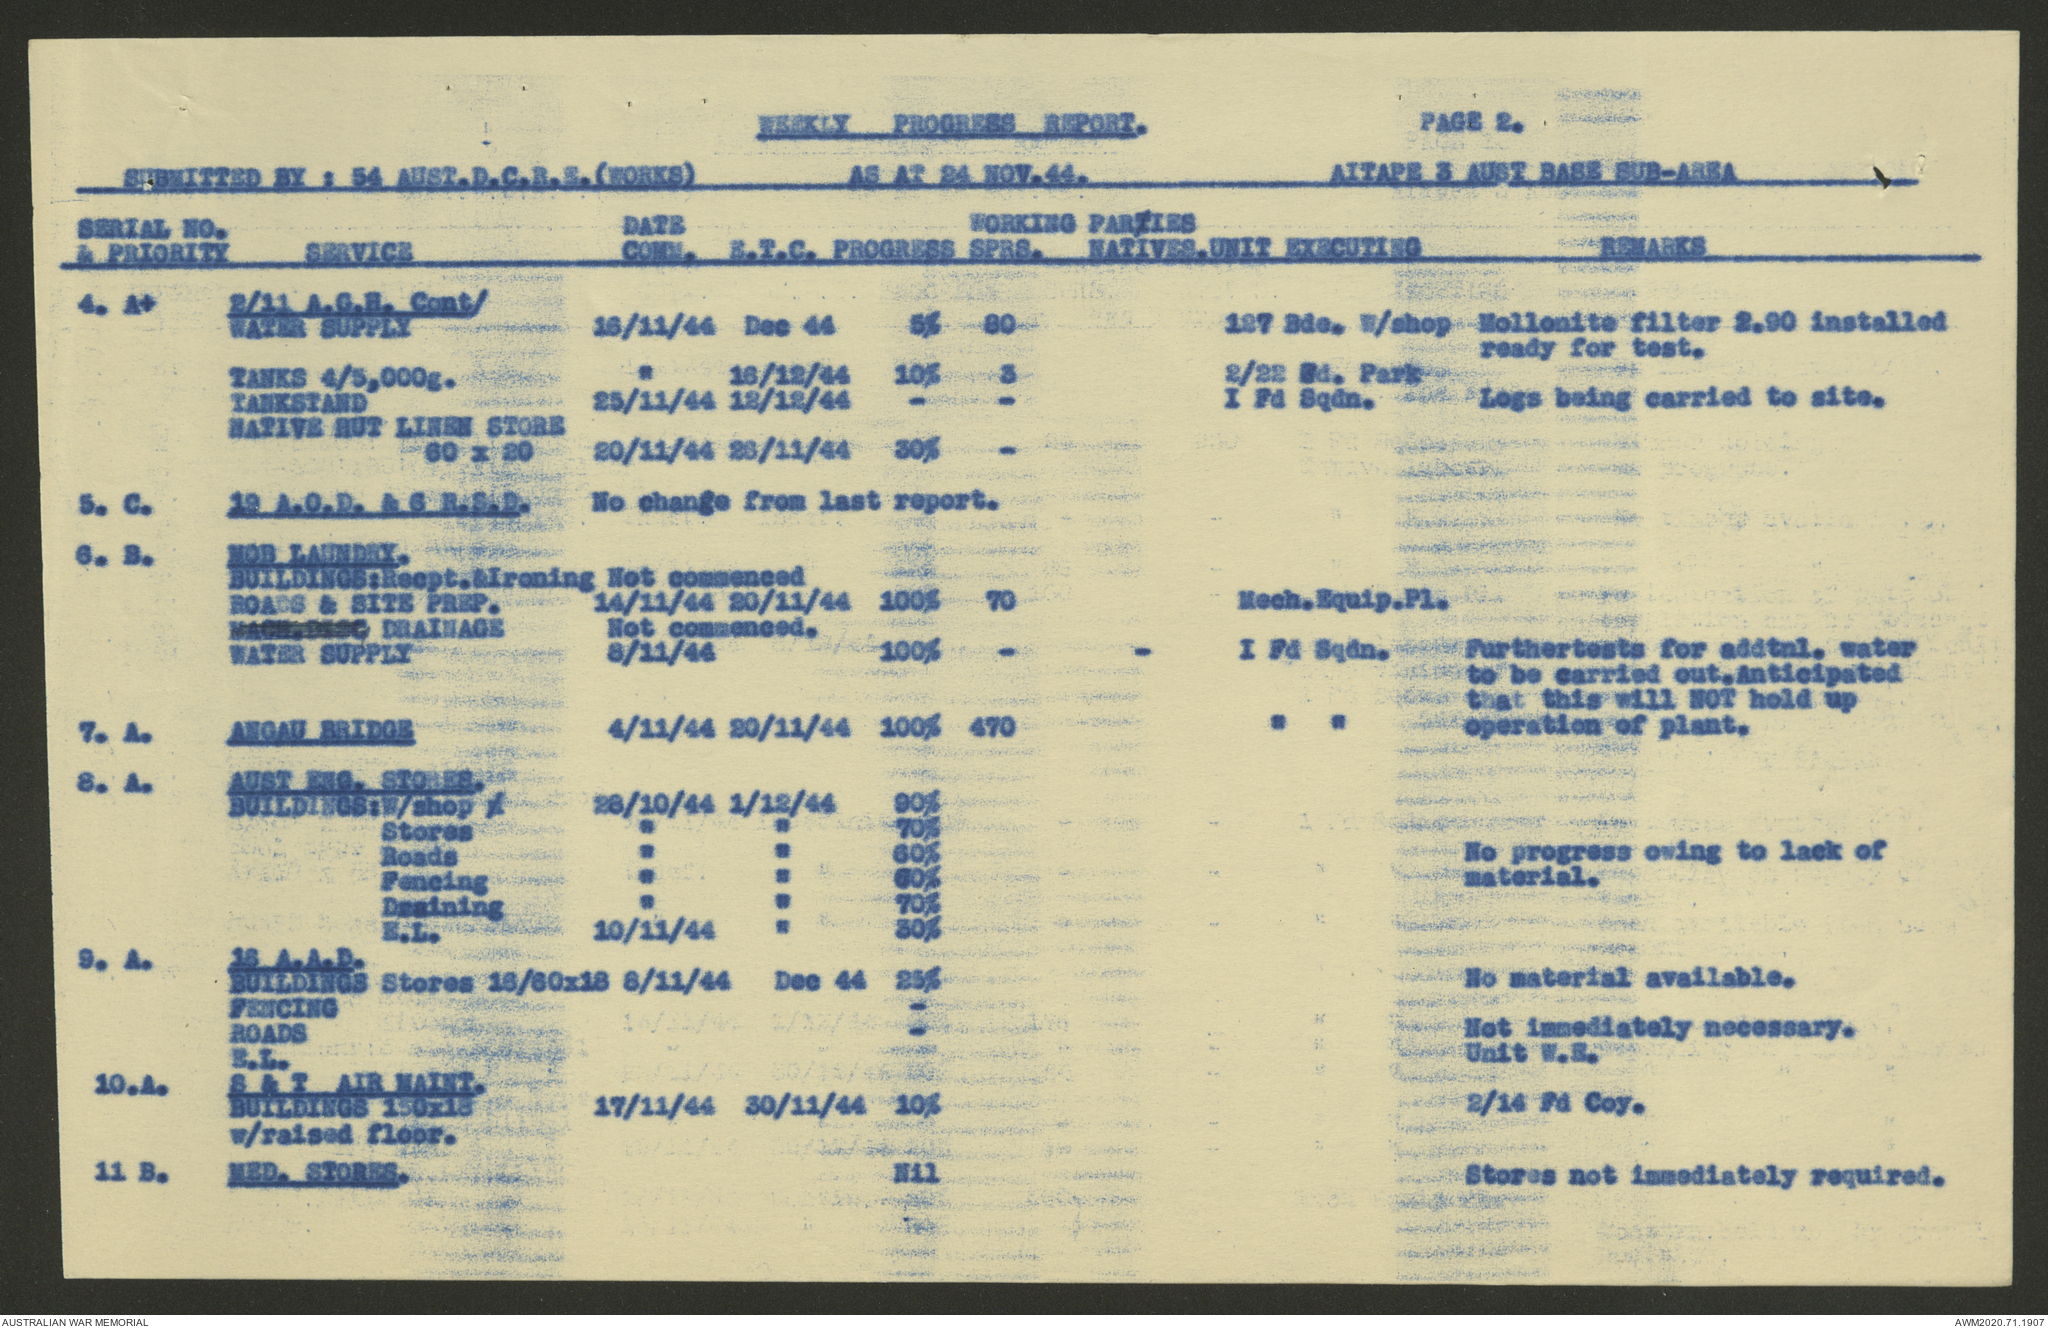 WEEKLY PROGRESS REPORT. PAGE 2.
SUBMITTED BY : 54 AUST.D.C.R.E.(WORKS) AS AT 24 NOV.44. AITAPE 3 AUST BASE SUB-AREA
SERIAL NO. DATE WORKING PARTIES
& PRIORITY SERVICE COMM. E.T.C. PROGRESS SPRS. NATIVES. UNIT EXECUTING REMARKS
4. A+ 2/11 A.G.H. Cont/
WATER SUPPLY 16/11/44 Dec 44 5% 80 127 Bde. W/shop Mollonite filter 2.90 installed
ready for test.
TANKS 4/5,000g. " 16/12/44 10% 3 2/22 Fd. Park
TANKSTAND 25/11/44 12/12/44 - - I Fd Sqdn. Logs being carried to site.
NATIVE HUT LINEN STORE
60 x 20 20/11/44 28/11/44 30% -
5. C. 19 A.O.D. & 6 R.S.D. No change from last report.
6. B. MOB LAUNDRY.
BUILDINGS:Recpt.&Ironing Not commenced
ROADS & SITE PREP. 14/11/44 20/11/44 100% 70 Mech.Equip.Pl.
DRAINAGE Not commenced.
WATER SUPPLY 8/11/44 100% - - I Fd Sqdn. Furthertests for addtnl. water
to be carried out.Anticipated
that this will NOT hold up
7. A. ANGAU BRIDGE 4/11/44 20/11/44 100% 470 " " operation of plant.
8. A. AUST ENG. STORES.
BUILDINGS:W/shop 28/10/44 1/12/44 90%
Stores " " 70%
Roads " " 60% No progress owing to lack of
Fencing " " 60% material.
Draining " " 70%
E.L. 10/11/44 " 30%
9. A. 16 A.A.D.
BUILDINGS Stores 16/60x18 8/11/44 Dec 44 25% No material available.
FENCING -
ROADS - Not immediately necessary.
E.L. Unit W.E.
10.A. S & T AIR MAINT.
BUILDINGS 150x18 17/11/44 30/11/44 10% 2/14 Fd Coy.
w/raised floor.
11 B. MED. STORES. Nil Stores not immediately required.
AUSTRALIAN WAR MEMORIAL AWM2020.71.1907